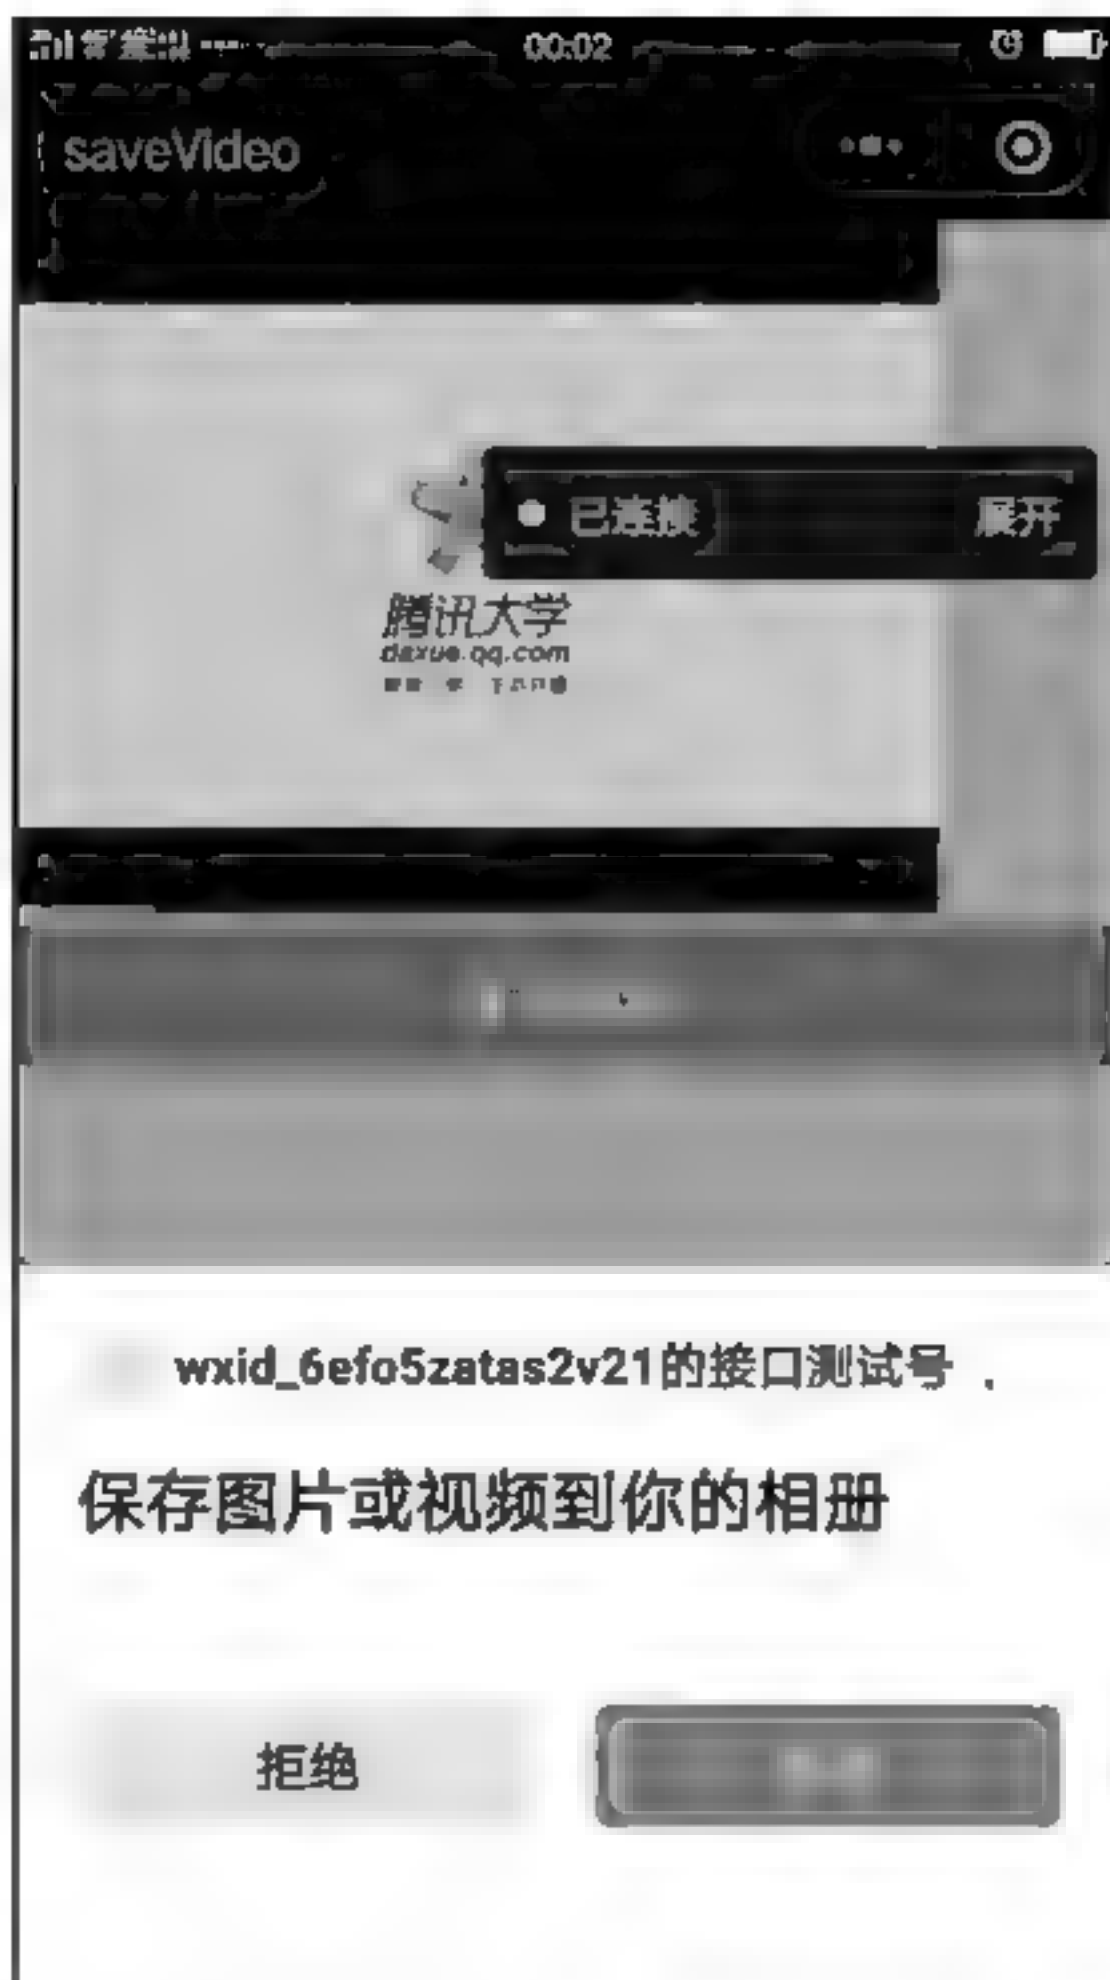 00:02
saveVideo
已连接 展开
腾讯大学
daxue.qq.com
wxid_6efo5zatas2v21的接口测试号
保存图片或视频到你的相册
拒绝